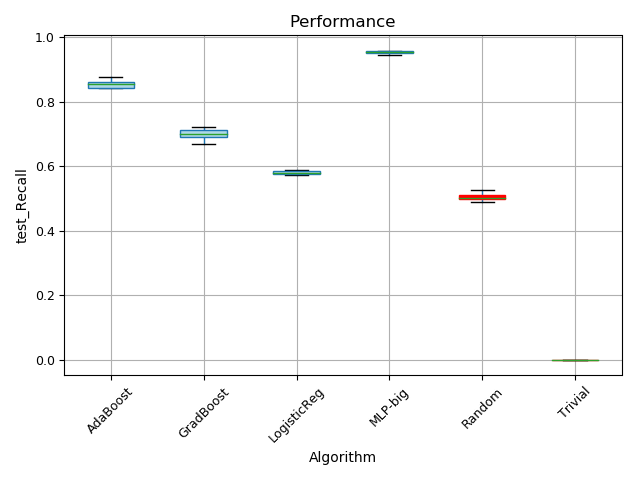 Performance
test_Recall
1.0
0.8
0.6
0.4
0.2
0.0
AdaBoost
GradBoost
LogisticReg
MLP-big
Random
Trivial
Algorithm